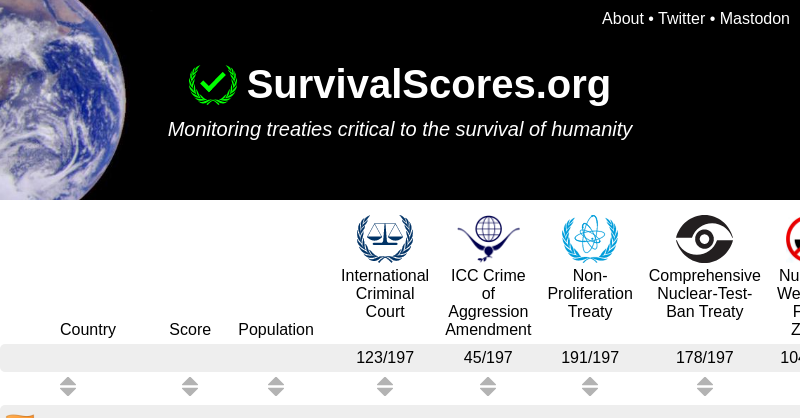 About • Twitter • Mastodon
SurvivalScores.org
Monitoring treaties critical to the survival of humanity
Country
Score
Population
International
Criminal
Court
ICC Crime
of
Aggression
Amendment
Non-
Proliferation
Treaty
Comprehensive
Nuclear-Test-
Ban Treaty
123/197
45/197
191/197
178/197